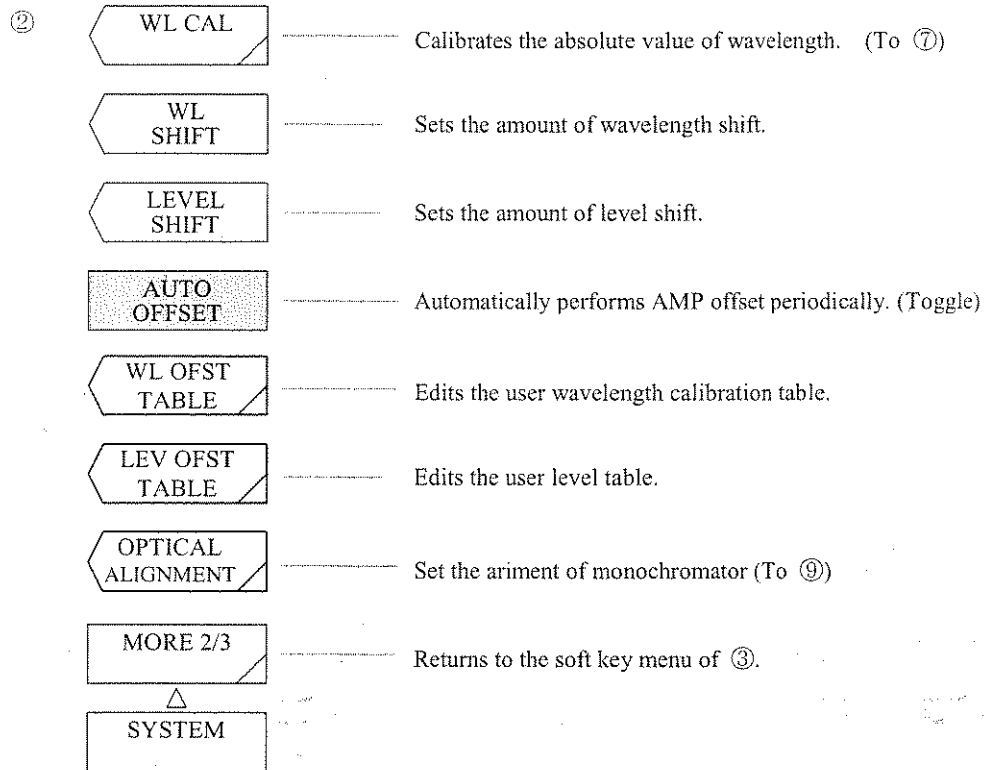 ②
WL CAL
Calibrates the absolute value of wavelength. (To ⑦)
WL
SHIFT
Sets the amount of wavelength shift.
LEVEL
SHIFT
Sets the amount of level shift.
AUTO
OFFSET
Automatically performs AMP offset periodically. (Toggle)
WL OFST
TABLE
Edits the user wavelength calibration table.
LEV OFST
TABLE
Edits the user level table.
OPTICAL
ALIGNMENT
Set the ariment of monochromator (To ⑨)
MORE 2/3
Returns to the soft key menu of ③.
SYSTEM